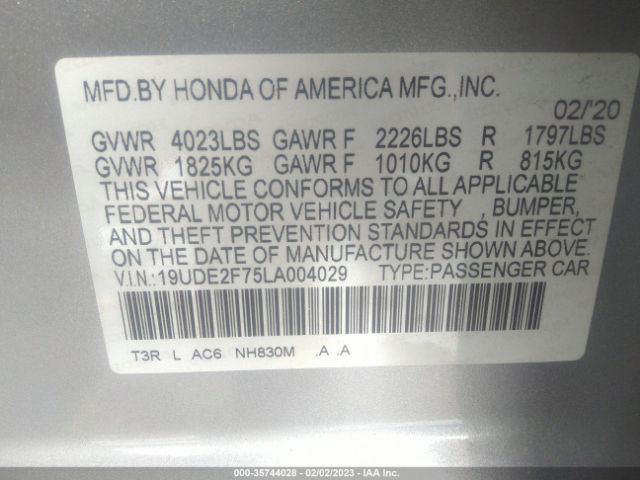 MFD.BY HONDA OF AMERICA MFG.,INC.
02/'20
GVWR 4023LBS GAWR F 2226LBS R 1797LBS
GVWR 1825KG GAWR F 1010KG R 815KG
THIS VEHICLE CONFORMS TO ALL APPLICABLE
FEDERAL MOTOR VEHICLE SAFETY , BUMPER,
AND THEFT PREVENTION STANDARDS IN EFFECT
ON THE DATE OF MANUFACTURE SHOWN ABOVE.
V.I.N.:19UDE2F75LA004029 TYPE:PASSENGER CAR
T3R L AC6 NH830M .A .A
000-35744028 - 02/02/2023 - IAA Inc.